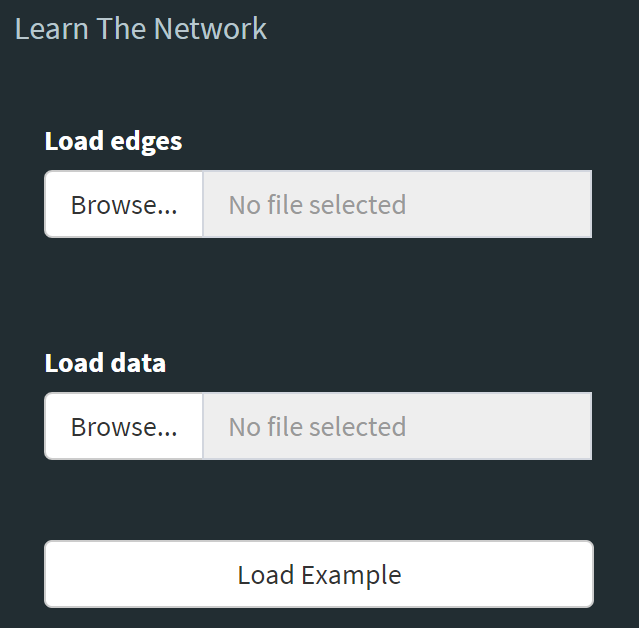 Learn The Network
Load edges
Browse... No file selected
Load data
Browse... No file selected
Load Example